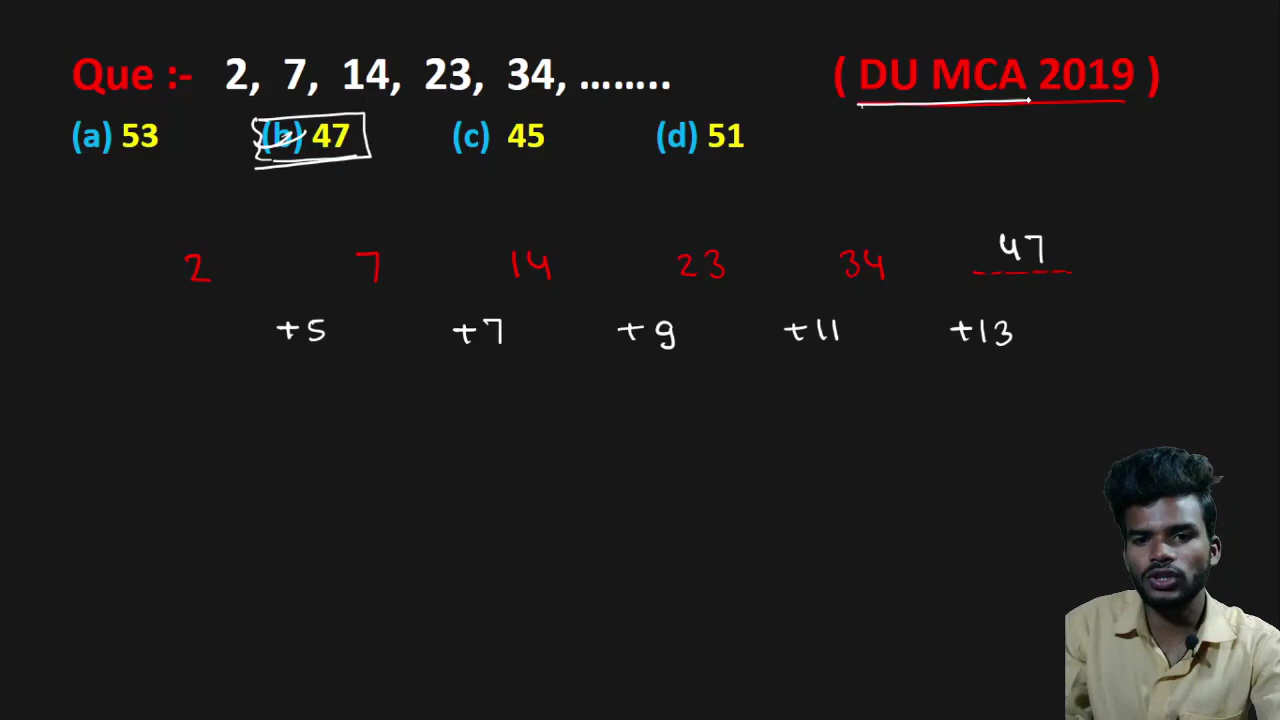 Que :- 2, 7, 14, 23, 34, ........ ( DU MCA 2019 )
(a) 53 (b) 47 (c) 45 (d) 51
47
2 7 14 23 34
+5 +7 +9 +11 +13